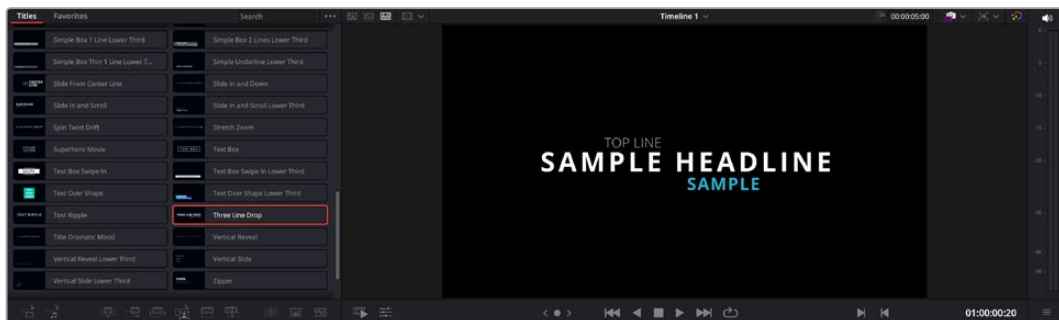 Titles Favorites Search Timeline 1 00:00:05:00
Simple Box 1 Line Lower Third Simple Box 2 Lines Lower Third
Simple Box Thin 1 Line Lower T... Simple Underline Lower Third
Slide From Center Line Slide In and Down
Slide In and Scroll Slide In and Scroll Lower Third
Spin Twist Drift Stretch Zoom
Superhero Movie Text Box
Text Box Swipe In Text Box Swipe In Lower Third
Text Over Shape Text Over Shape Lower Third
TEXT RIPPLE Text Ripple Three Line Drop
Title Dramatic Mood Vertical Reveal
Vertical Reveal Lower Third Vertical Slide
Vertical Slide Lower Third Zipper
TOP LINE
SAMPLE HEADLINE
SAMPLE
01:00:00:20